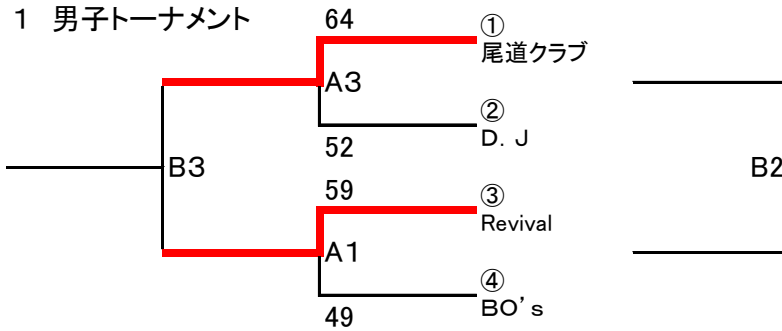 1 男子トーナメント
64
①
尾道クラブ
A3
②
D．J
52
B3
B2
59
③
Revival
A1
④
BO’s
49